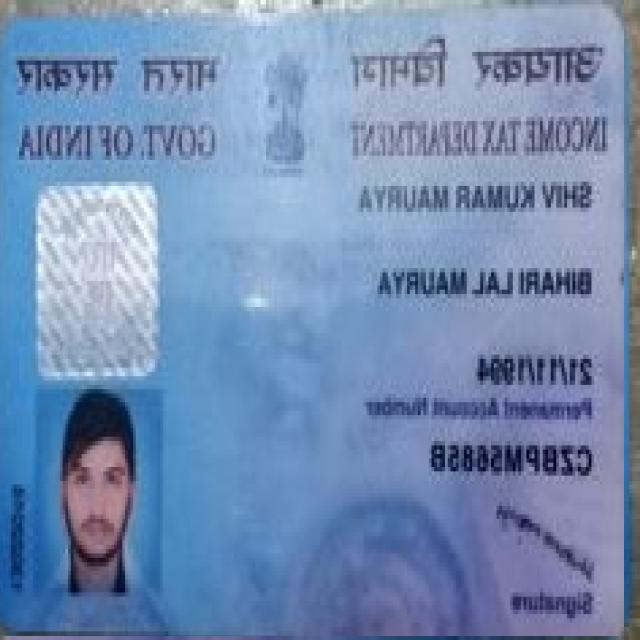 आयकर विभाग भारत सरकार
INCOME TAX DEPARTMENT GOVT. OF INDIA
SHIV KUMAR MAURYA
BIHARI LAL MAURYA
21/11/1994
Permanent Account Number
CZBPM5685B
Signature